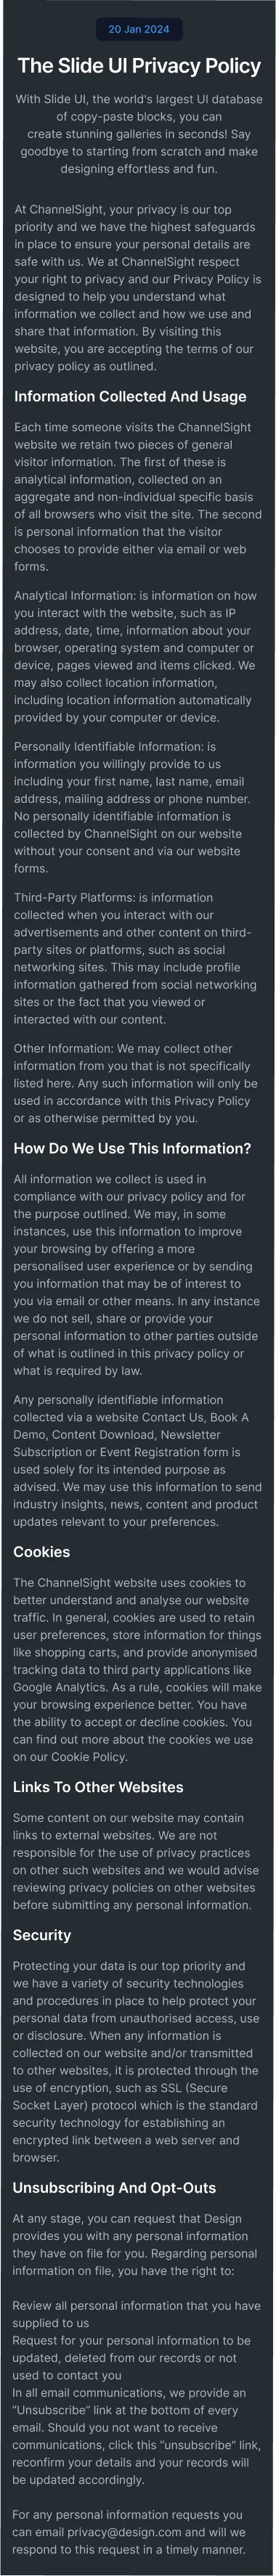 20 Jan 2024
The Slide UI Privacy Policy
With Slide UI, the world's largest UI database
of copy-paste blocks, you can
create stunning galleries in seconds! Say
goodbye to starting from scratch and make
designing effortless and fun.
At ChannelSight, your privacy is our top
priority and we have the highest safeguards
in place to ensure your personal details are
safe with us. We at ChannelSight respect
your right to privacy and our Privacy Policy is
designed to help you understand what
information we collect and how we use and
share that information. By visiting this
website, you are accepting the terms of our
privacy policy as outlined.
Information Collected And Usage
Each time someone visits the ChannelSight
website we retain two pieces of general
visitor information. The first of these is
analytical information, collected on an
aggregate and non-individual specific basis
of all browsers who visit the site. The second
is personal information that the visitor
chooses to provide either via email or web
forms.
Analytical Information: is information on how
you interact with the website, such as IP
address, date, time, information about your
browser, operating system and computer or
device, pages viewed and items clicked. We
may also collect location information,
including location information automatically
provided by your computer or device.
Personally Identifiable Information: is
information you willingly provide to us
including your first name, last name, email
address, mailing address or phone number.
No personally identifiable information is
collected by ChannelSight on our website
without your consent and via our website
forms.
Third-Party Platforms: is information
collected when you interact with our
advertisements and other content on third-
party sites or platforms, such as social
networking sites. This may include profile
information gathered from social networking
sites or the fact that you viewed or
interacted with our content.
Other Information: We may collect other
information from you that is not specifically
listed here. Any such information will only be
used in accordance with this Privacy Policy
or as otherwise permitted by you.
How Do We Use This Information?
All information we collect is used in
compliance with our privacy policy and for
the purpose outlined. We may, in some
instances, use this information to improve
your browsing by offering a more
personalised user experience or by sending
you information that may be of interest to
you via email or other means. In any instance
we do not sell, share or provide your
personal information to other parties outside
of what is outlined in this privacy policy or
what is required by law.
Any personally identifiable information
collected via a website Contact Us, Book A
Demo, Content Download, Newsletter
Subscription or Event Registration form is
used solely for its intended purpose as
advised. We may use this information to send
industry insights, news, content and product
updates relevant to your preferences.
Cookies
The ChannelSight website uses cookies to
better understand and analyse our website
traffic. In general, cookies are used to retain
user preferences, store information for things
like shopping carts, and provide anonymised
tracking data to third party applications like
Google Analytics. As a rule, cookies will make
your browsing experience better. You have
the ability to accept or decline cookies. You
can find out more about the cookies we use
on our Cookie Policy.
Links To Other Websites
Some content on our website may contain
links to external websites. We are not
responsible for the use of privacy practices
on other such websites and we would advise
reviewing privacy policies on other websites
before submitting any personal information.
Security
Protecting your data is our top priority and
we have a variety of security technologies
and procedures in place to help protect your
personal data from unauthorised access, use
or disclosure. When any information is
collected on our website and/or transmitted
to other websites, it is protected through the
use of encryption, such as SSL (Secure
Socket Layer) protocol which is the standard
security technology for establishing an
encrypted link between a web server and
browser.
Unsubscribing And Opt-Outs
At any stage, you can request that Design
provides you with any personal information
they have on file for you. Regarding personal
information on file, you have the right to:
Review all personal information that you have
supplied to us
Request for your personal information to be
updated, deleted from our records or not
used to contact you
In all email communications, we provide an
“Unsubscribe” link at the bottom of every
email. Should you not want to receive
communications, click this “unsubscribe” link,
reconfirm your details and your records will
be updated accordingly.
For any personal information requests you
can email privacy@design.com and will we
respond to this request in a timely manner.